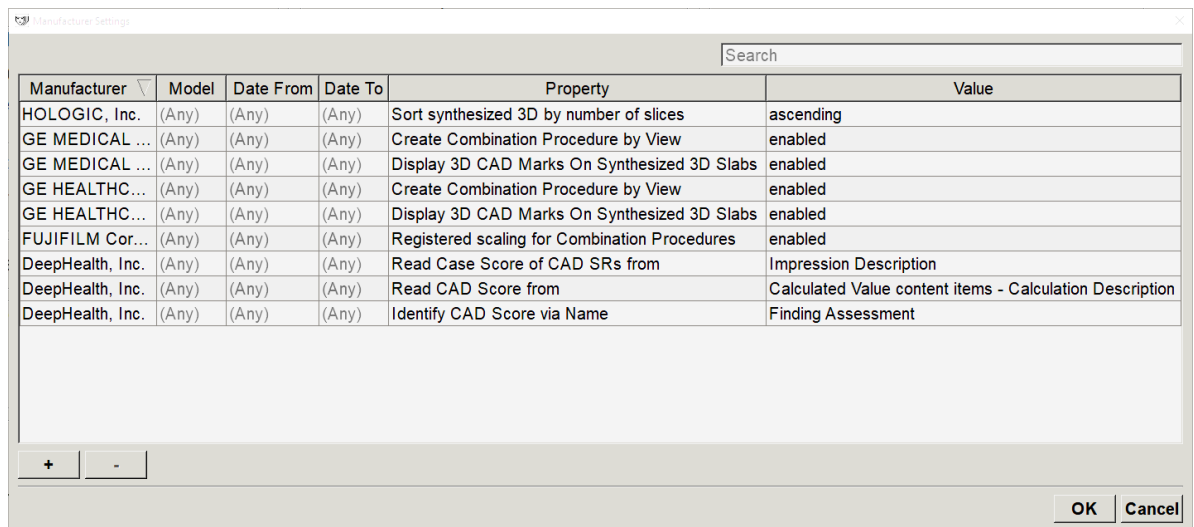 Manufacturer Settings
Search
Manufacturer Model Date From Date To Property Value
HOLOGIC, Inc. (Any) (Any) (Any) Sort synthesized 3D by number of slices ascending
GE MEDICAL ... (Any) (Any) (Any) Create Combination Procedure by View enabled
GE MEDICAL ... (Any) (Any) (Any) Display 3D CAD Marks On Synthesized 3D Slabs enabled
GE HEALTHC... (Any) (Any) (Any) Create Combination Procedure by View enabled
GE HEALTHC... (Any) (Any) (Any) Display 3D CAD Marks On Synthesized 3D Slabs enabled
FUJIFILM Cor... (Any) (Any) (Any) Registered scaling for Combination Procedures enabled
DeepHealth, Inc. (Any) (Any) (Any) Read Case Score of CAD SRs from Impression Description
DeepHealth, Inc. (Any) (Any) (Any) Read CAD Score from Calculated Value content items - Calculation Description
DeepHealth, Inc. (Any) (Any) (Any) Identify CAD Score via Name Finding Assessment
+ -
OK Cancel